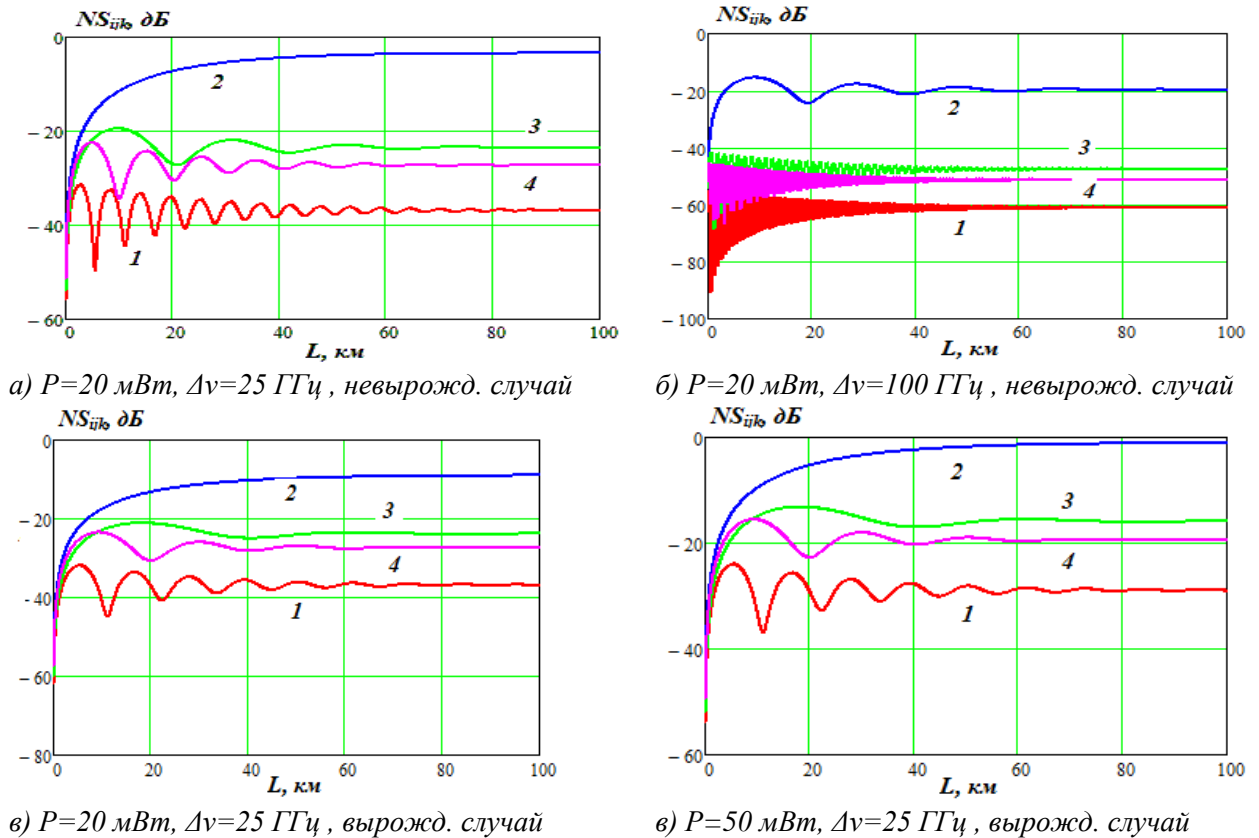 NSijk, дБ
0
– 20
– 40
– 60
2
3
4
1
0 20 40 60 80 100
L, км
а) P=20 мВт, Δν=25 ГГц , невырожд. случай
NSijk, дБ
0
– 20
– 40
– 60
– 80
– 100
2
3
4
1
0 20 40 60 80 100
L, км
б) P=20 мВт, Δν=100 ГГц , невырожд. случай
NSijk, дБ
0
– 20
– 40
– 60
– 80
2
3
4
1
0 20 40 60 80 100
L, км
в) P=20 мВт, Δν=25 ГГц , вырожд. случай
NSijk, дБ
0
– 20
– 40
– 60
2
3
4
1
0 20 40 60 80 100
L, км
в) P=50 мВт, Δν=25 ГГц , вырожд. случай